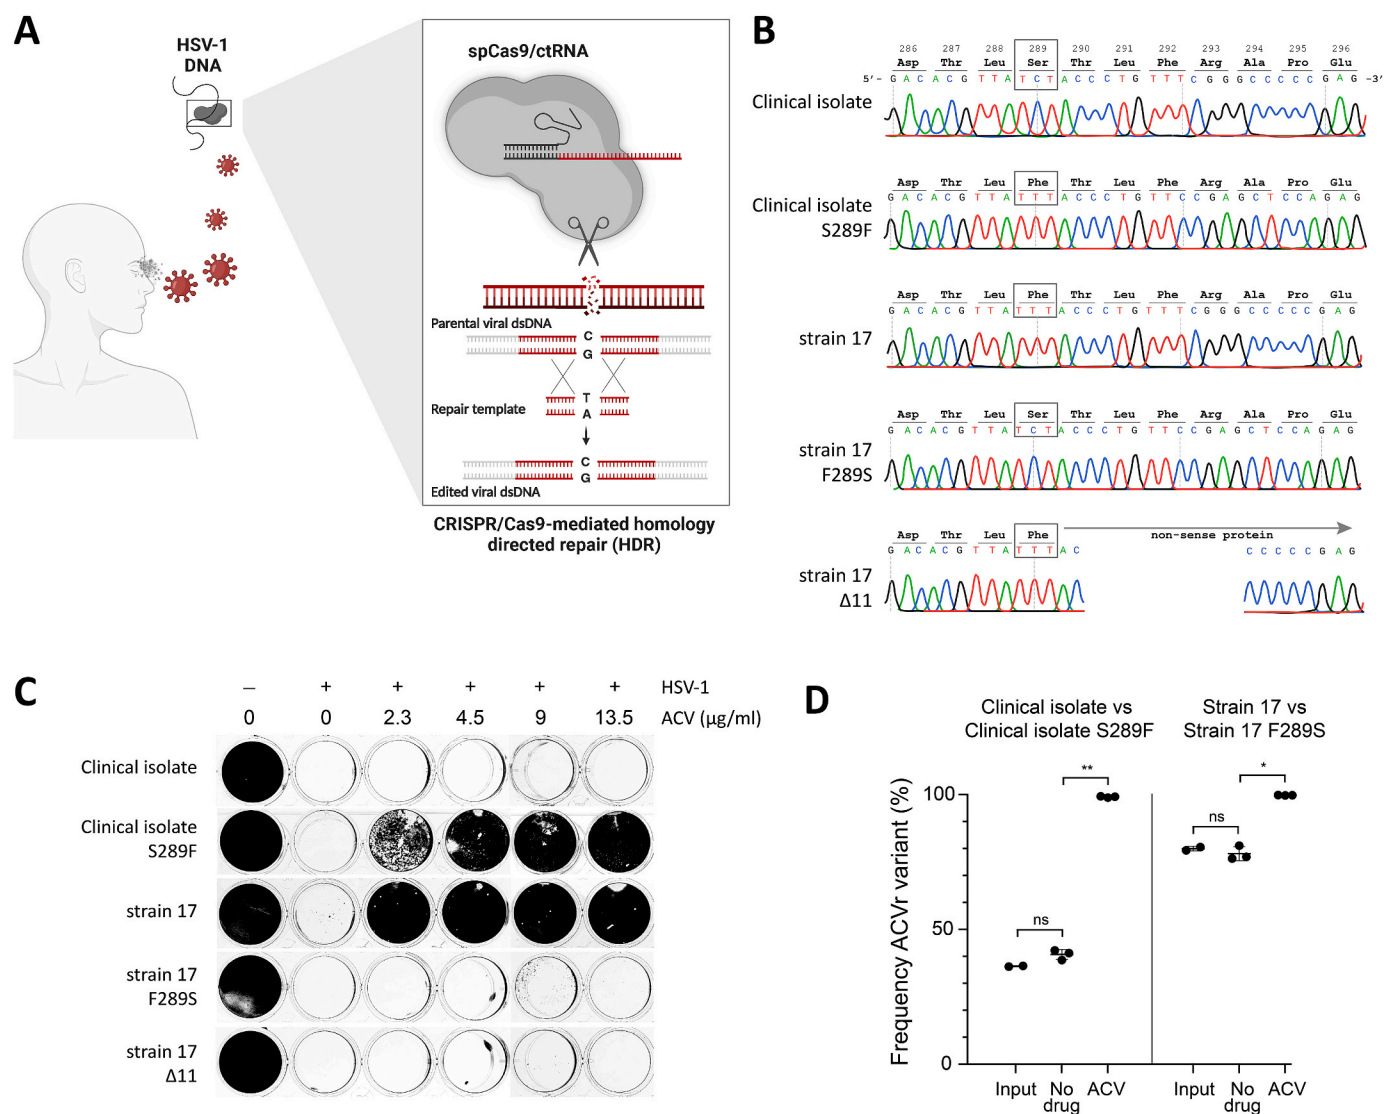 A
HSV-1
DNA
spCas9/ctRNA
Parental viral dsDNA
C
G
T
Repair template
A
C
G
Edited viral dsDNA
CRISPR/Cas9-mediated homology
directed repair (HDR)
B
286 287 288 289 290 291 292 293 294 295 296
Asp Thr Leu Ser Thr Leu Phe Arg Ala Pro Glu
5'- G A C A C G T T A T C T A C C C T G T T T C G G G C C C C C G A G -3'
Clinical isolate
Asp Thr Leu Phe Thr Leu Phe Arg Ala Pro Glu
G A C A C G T T A T T T A C C C T G T T C C G A G C T C C A G A G
Clinical isolate
S289F
Asp Thr Leu Phe Thr Leu Phe Arg Ala Pro Glu
G A C A C G T T A T T T A C C C T G T T T C G G G C C C C C G A G
strain 17
Asp Thr Leu Ser Thr Leu Phe Arg Ala Pro Glu
G A C A C G T T A T C T A C C C T G T T C C G A G C T C C A G A G
strain 17
F289S
Asp Thr Leu Phe non-sense protein
G A C A C G T T A T T T A C C C C C C G A G
strain 17
Δ11
C
– + + + + + HSV-1
0 0 2.3 4.5 9 13.5 ACV (µg/ml)
Clinical isolate
Clinical isolate
S289F
strain 17
strain 17
F289S
strain 17
Δ11
D
Clinical isolate vs
Clinical isolate S289F
Strain 17 vs
Strain 17 F289S
Frequency ACVr variant (%)
100
50
0
ns
**
ns
*
Input No drug ACV
Input No drug ACV